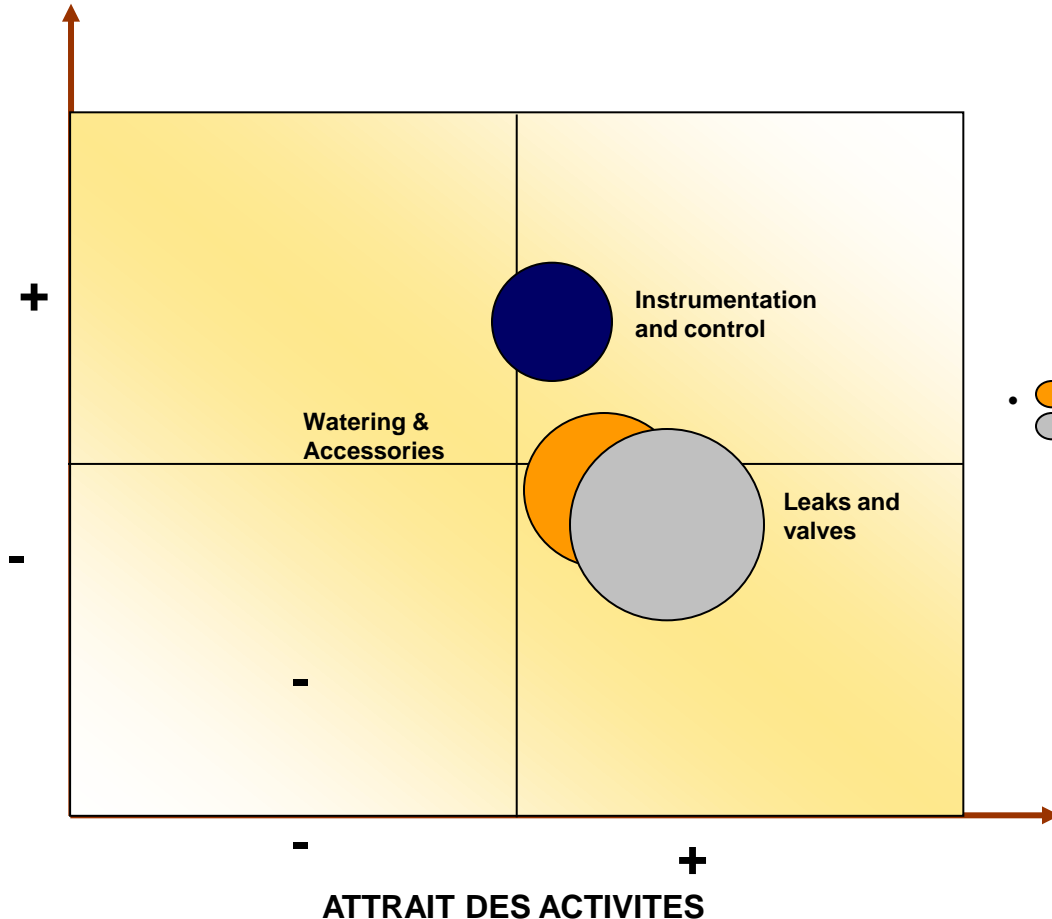 +
Instrumentation
and control
Watering &
Accessories
Leaks and
valves
-
-
-
+
ATTRAIT DES ACTIVITES